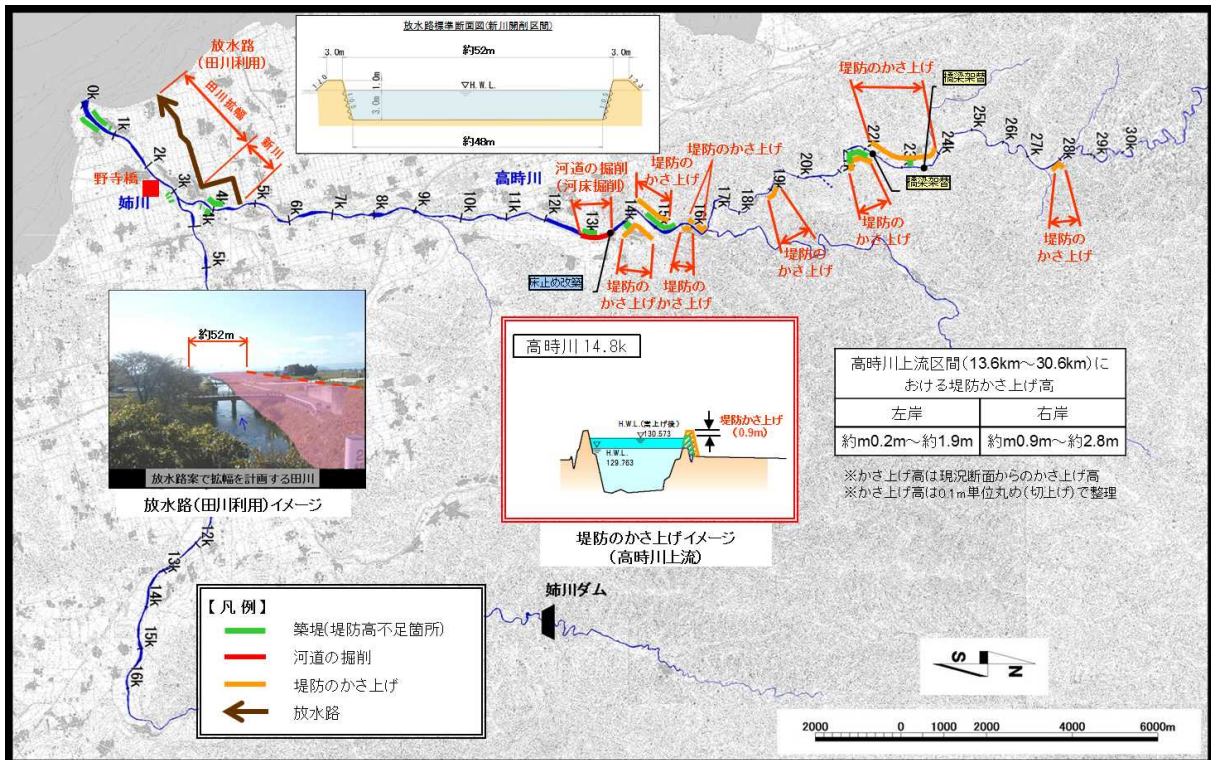 放水路標準断面図(新川開削区間)
3.0m
約52m
3.0m
1.0m
▽H.W.L.
3.0m
約48m
放水路
(田川利用)
田川拡幅
新川
0k
1k
2k
3k
4k
4k
5k
5k
6k
7k
8k
9k
10k
11k
12k
13k
14k
15k
16k
17k
18k
19k
20k
22k
23
24k
25k
26k
27k
28k
29k
30k
野寺橋
姉川
高時川
河道の掘削
(河床掘削)
堤防の
かさ上げ
堤防のかさ上げ
堤防のかさ上げ
橋梁架替
橋梁架替
床止め改築
堤防の
かさ上げ
堤防の
かさ上げ
堤防の
かさ上げ
堤防の
かさ上げ
堤防の
かさ上げ
約52m
放水路案で拡幅を計画する田川
放水路(田川利用)イメージ
高時川 14.8k
H.W.L.(嵩上げ後)
▽130.573
H.W.L.
129.763
堤防かさ上げ
(0.9m)
堤防のかさ上げイメージ
(高時川上流)
高時川上流区間(13.6km～30.6km)に
おける堤防かさ上げ高
左岸
右岸
約m0.2m～約1.9m
約m0.9m～約2.8m
※かさ上げ高は現況断面からのかさ上げ高
※かさ上げ高は0.1m単位丸め(切上げ)で整理
12k
13k
14k
15k
16k
姉川ダム
【凡例】
築堤(堤防高不足箇所)
河道の掘削
堤防のかさ上げ
放水路
S
N
2000
0
1000
2000
4000
6000m